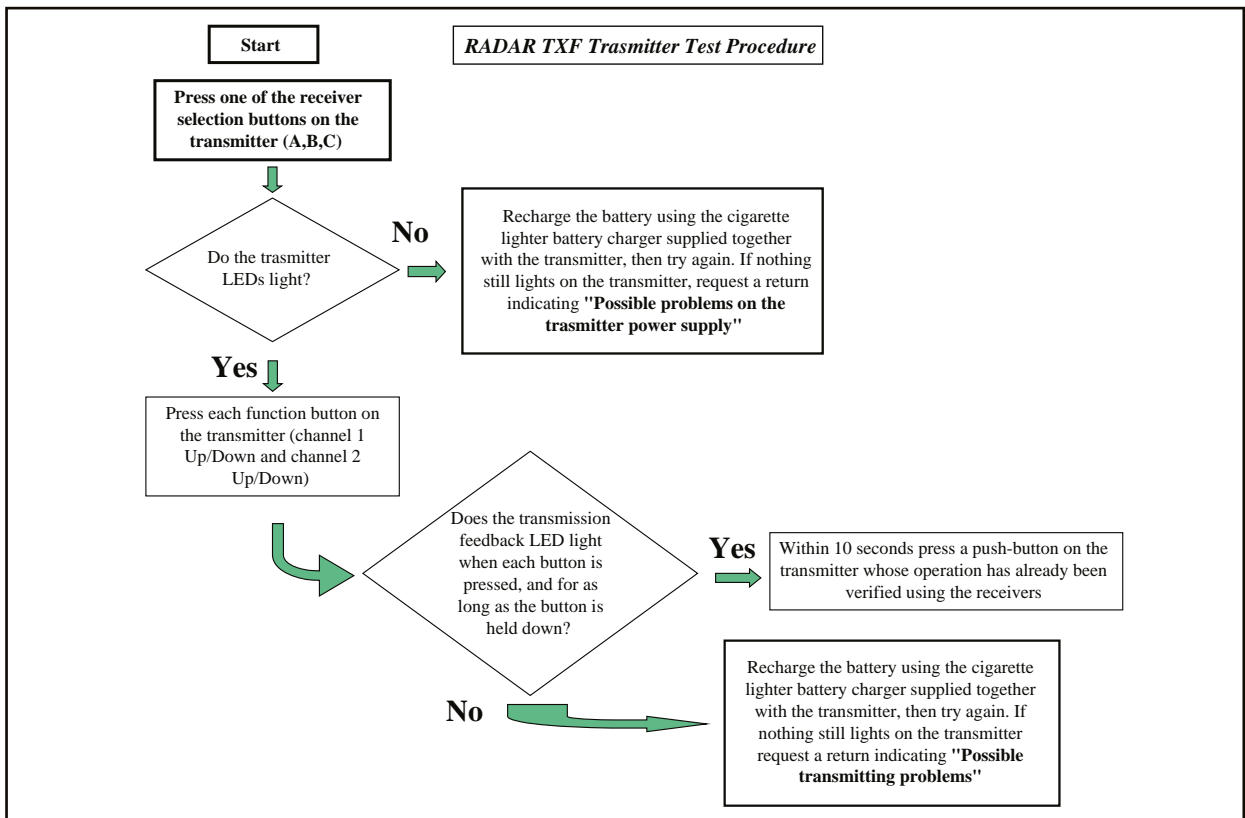 Start
RADAR TXF Trasmitter Test Procedure
Press one of the receiver
selection buttons on the
transmitter (A,B,C)
Do the trasmitter
LEDs light?
No
Recharge the battery using the cigarette
lighter battery charger supplied together
with the transmitter, then try again. If nothing
still lights on the transmitter, request a return
indicating "Possible problems on the
trasmitter power supply"
Yes
Press each function button on
the transmitter (channel 1
Up/Down and channel 2
Up/Down)
Does the transmission
feedback LED light
when each button is
pressed, and for as
long as the button is
held down?
Yes
Within 10 seconds press a push-button on the
transmitter whose operation has already been
verified using the receivers
No
Recharge the battery using the cigarette
lighter battery charger supplied together
with the transmitter, then try again. If
nothing still lights on the transmitter
request a return indicating "Possible
transmitting problems"